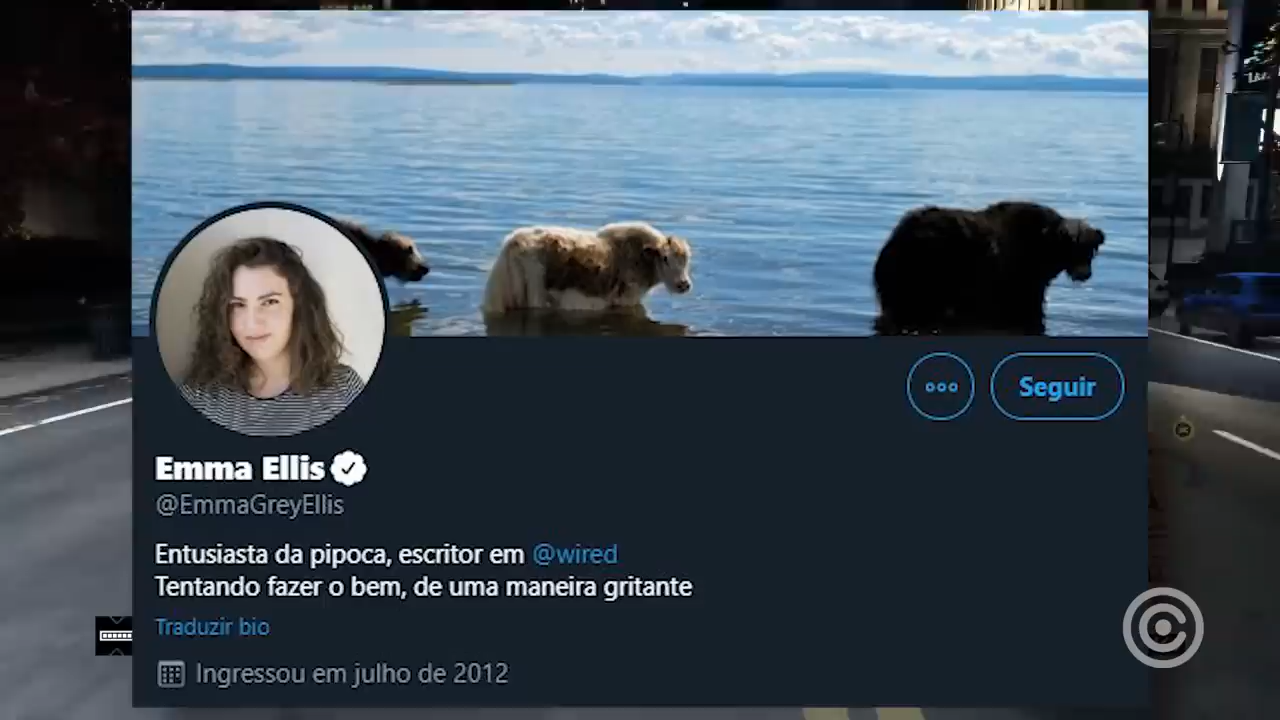 Seguir
Emma Ellis
@EmmaGreyEllis
Entusiasta da pipoca, escritor em @wired
Tentando fazer o bem, de uma maneira gritante
Traduzir bio
Ingressou em julho de 2012